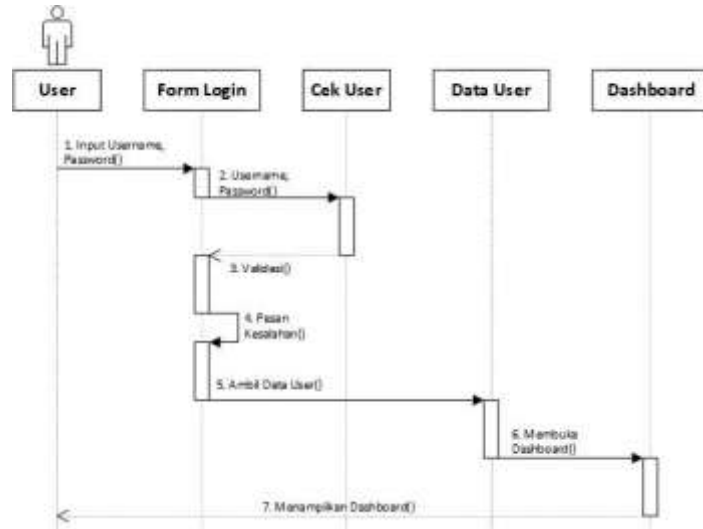 User
Form Login
Cek User
Data User
Dashboard
1. Input Username,
Password()
2. Username,
Password()
3. Validasi()
4. Pesan
Kesalahan()
5. Ambil Data User()
6. Membuka
Dashboard()
7. Menampilkan Dashboard()